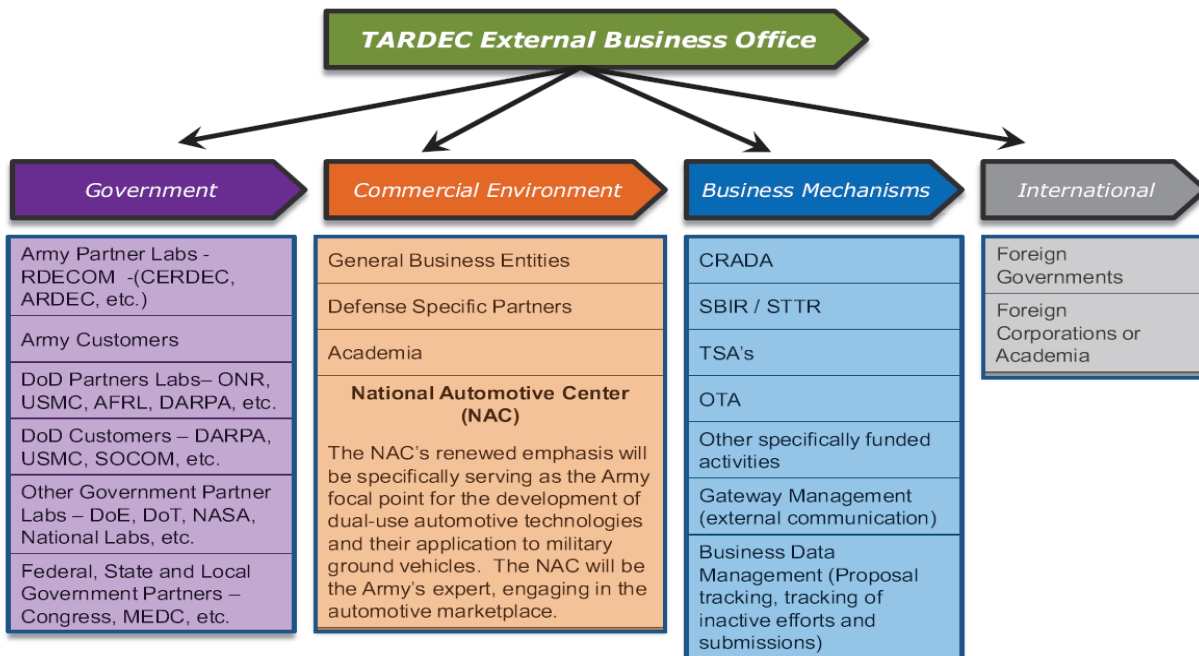 TARDEC External Business Office
Government
Army Partner Labs -
RDECOM -(CERDEC,
ARDEC, etc.)
Army Customers
DoD Partners Labs– ONR,
USMC, AFRL, DARPA, etc.
DoD Customers – DARPA,
USMC, SOCOM, etc.
Other Government Partner
Labs – DoE, DoT, NASA,
National Labs, etc.
Federal, State and Local
Government Partners –
Congress, MEDC, etc.
Commercial Environment
General Business Entities
Defense Specific Partners
Academia
National Automotive Center
(NAC)
The NAC's renewed emphasis will
be specifically serving as the Army
focal point for the development of
dual-use automotive technologies
and their application to military
ground vehicles.  The NAC will be
the Army's expert, engaging in the
automotive marketplace.
Business Mechanisms
CRADA
SBIR / STTR
TSA's
OTA
Other specifically funded
activities
Gateway Management
(external communication)
Business Data
Management (Proposal
tracking, tracking of
inactive efforts and
submissions)
International
Foreign
Governments
Foreign
Corporations or
Academia